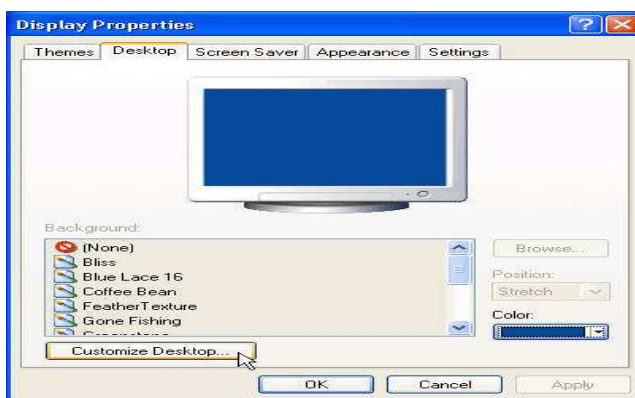 Display Properties
Themes Desktop Screen Saver Appearance Settings
Background:
(None)
Bliss
Blue Lace 16
Coffee Bean
FeatherTexture
Gone Fishing
Browse...
Position:
Stretch
Color:
Customize Desktop...
OK Cancel Apply